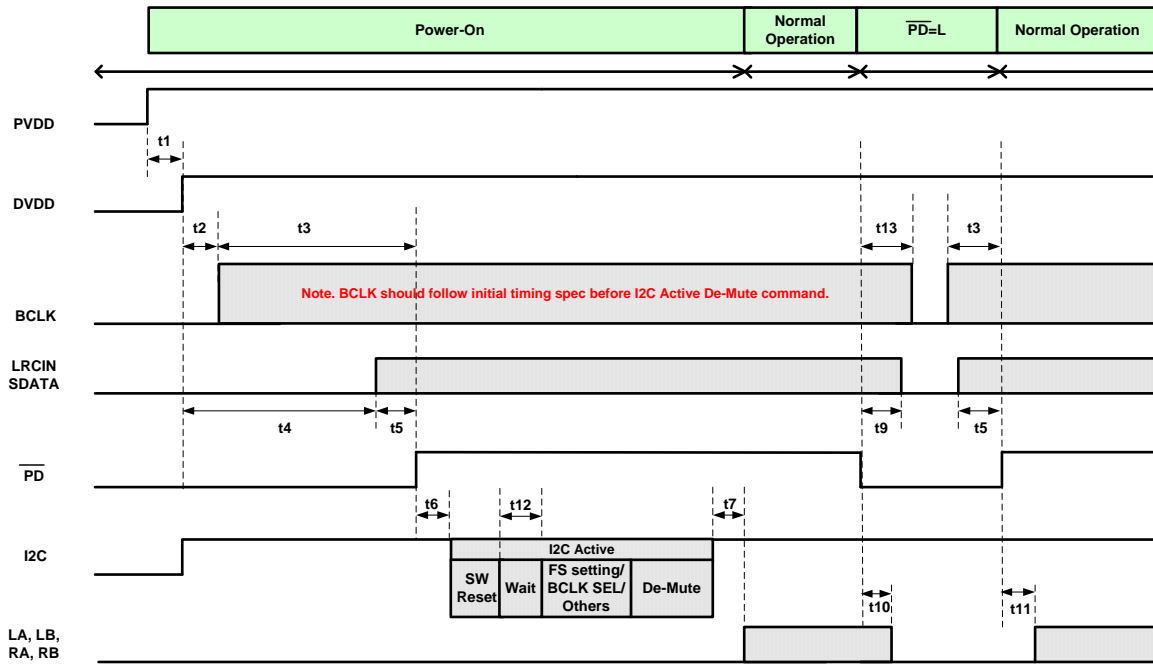 Power-On
Normal
Operation
PD=L
Normal Operation
PVDD
t1
DVDD
t2
t3
t13
t3
Note. BCLK should follow initial timing spec before I2C Active De-Mute command.
BCLK
LRCIN
SDATA
t4
t5
t9
t5
PD
t6
t12
t7
I2C
I2C Active
SW
Reset
Wait
FS setting/
BCLK SEL/
Others
De-Mute
t10
t11
LA, LB,
RA, RB